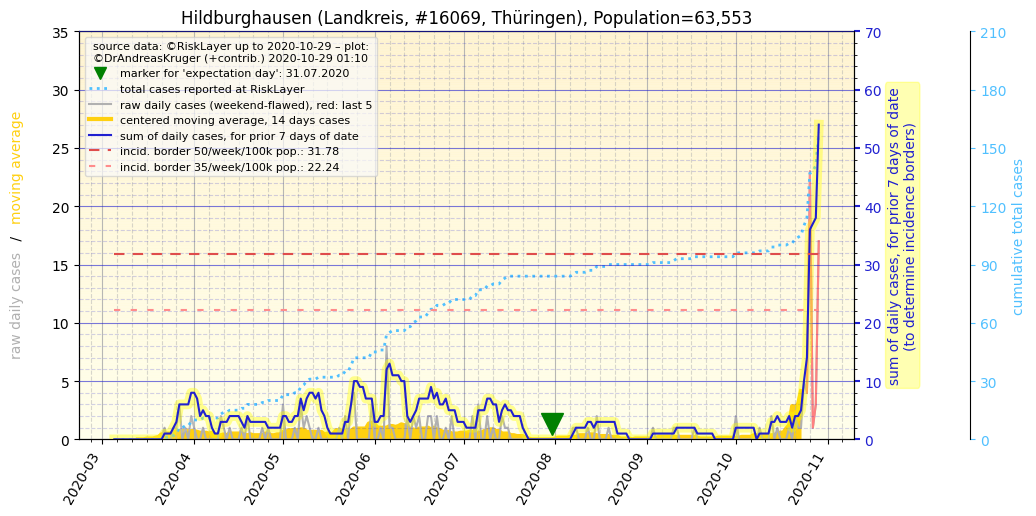 Hildburghausen (Landkreis, #16069, Thüringen), Population=63,553
source data: ©RiskLayer up to 2020-10-29 – plot:
©DrAndreasKruger (+contrib.) 2020-10-29 01:10
marker for 'expectation day': 31.07.2020
total cases reported at RiskLayer
raw daily cases (weekend-flawed), red: last 5
centered moving average, 14 days cases
sum of daily cases, for prior 7 days of date
incid. border 50/week/100k pop.: 31.78
incid. border 35/week/100k pop.: 22.24
raw daily cases / moving average
35
30
25
20
15
10
5
0
2020-03
2020-04
2020-05
2020-06
2020-07
2020-08
2020-09
2020-10
2020-11
70
60
50
40
30
20
10
0
sum of daily cases, for prior 7 days of date
(to determine incidence borders)
210
180
150
120
90
60
30
0
cumulative total cases